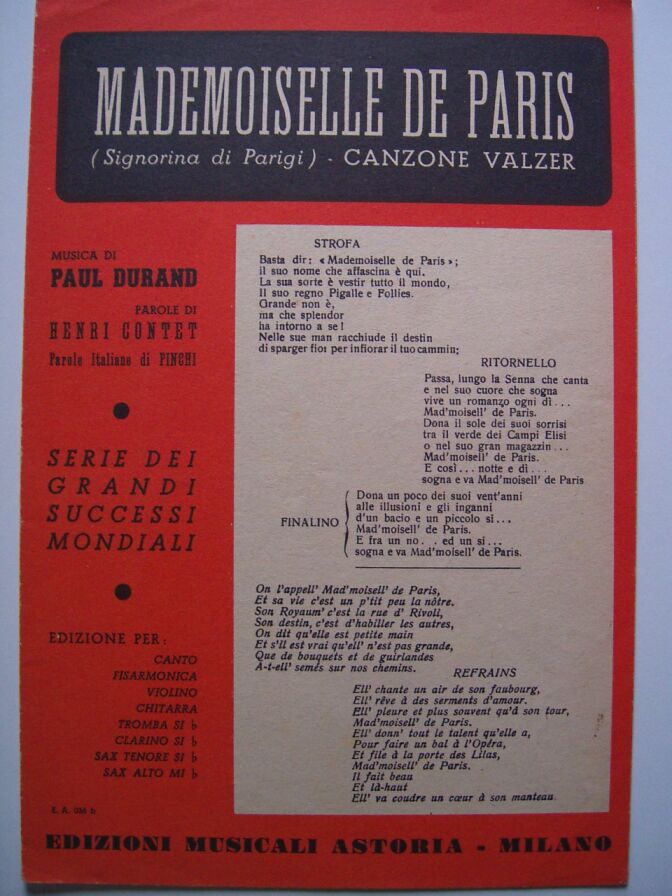 MADEMOISELLE DE PARIS
(Signorina di Parigi) - CANZONE VALZER
MUSICA DI
PAUL DURAND
PAROLE DI
HENRI CONTET
Parole Italiane di PINCHI
SERIE DEI
GRANDI
SUCCESSI
MONDIALI
EDIZIONE PER:
CANTO
FISARMONICA
VIOLINO
CHITARRA
TROMBA SI ♭
CLARINO SI ♭
SAX TENORE SI ♭
SAX ALTO MI ♭
E. A. 036 b
STROFA
Basta dir: « Mademoiselle de Paris »;
il suo nome che affascina è qui.
La sua sorte è vestir tutto il mondo,
Il suo regno Pigalle e Follies.
Grande non è,
ma che splendor
ha intorno a se!
Nelle sue man racchiude il destin
di sparger fior per infiorar il tuo cammin;
RITORNELLO
Passa, lungo la Senna che canta
e nel suo cuore che sogna
vive un romanzo ogni dì...
Mad'moisell' de Paris.
Dona il sole dei suoi sorrisi
tra il verde dei Campi Elisi
o nel suo gran magazzin...
Mad'moisell' de Paris.
E così... notte e dì...
sogna e va Mad'moisell' de Paris
FINALINO
Dona un poco dei suoi vent'anni
alle illusioni e gli inganni
d'un bacio e un piccolo si...
Mad'moisell' de Paris.
E fra un no. . ed un si...
sogna e va Mad'moisell' de Paris.
On l'appell' Mad'moisell' de Paris,
Et sa vie c'est un p'tit peu la nôtre.
Son Royaum' c'est la rue d' Rivoli,
Son destin, c'est d'habiller les autres,
On dit qu'elle est petite main
Et s'il est vrai qu'ell' n'est pas grande,
Que de bouquets et de guirlandes
A-t-ell' semés sur nos chemins.
REFRAINS
Ell' chante un air de son faubourg,
Ell' rêve à des serments d'amour.
Ell' pleure et plus souvent qu'à son tour,
Mad'moisell' de Paris.
Ell' donn' tout le talent qu'elle a,
Pour faire un bal à l'Opéra,
Et file à la porte des Lilas,
Mad'moisell' de Paris.
Il fait beau
Et là-haut
Ell' va coudre un cœur à son manteau
EDIZIONI MUSICALI ASTORIA - MILANO